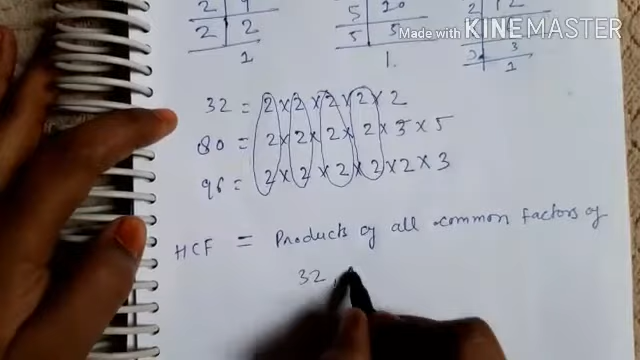 2 9
2 2
1
5 20
5 5
1.
2 12
3
1
Made with KINEMASTER
32 = 2 × 2 × 2 × 2 × 2
80 = 2 × 2 × 2 × 2 × 5 × 5
96 = 2 × 2 × 2 × 2 × 2 × 3
HCF = Products of all common factors of
32,